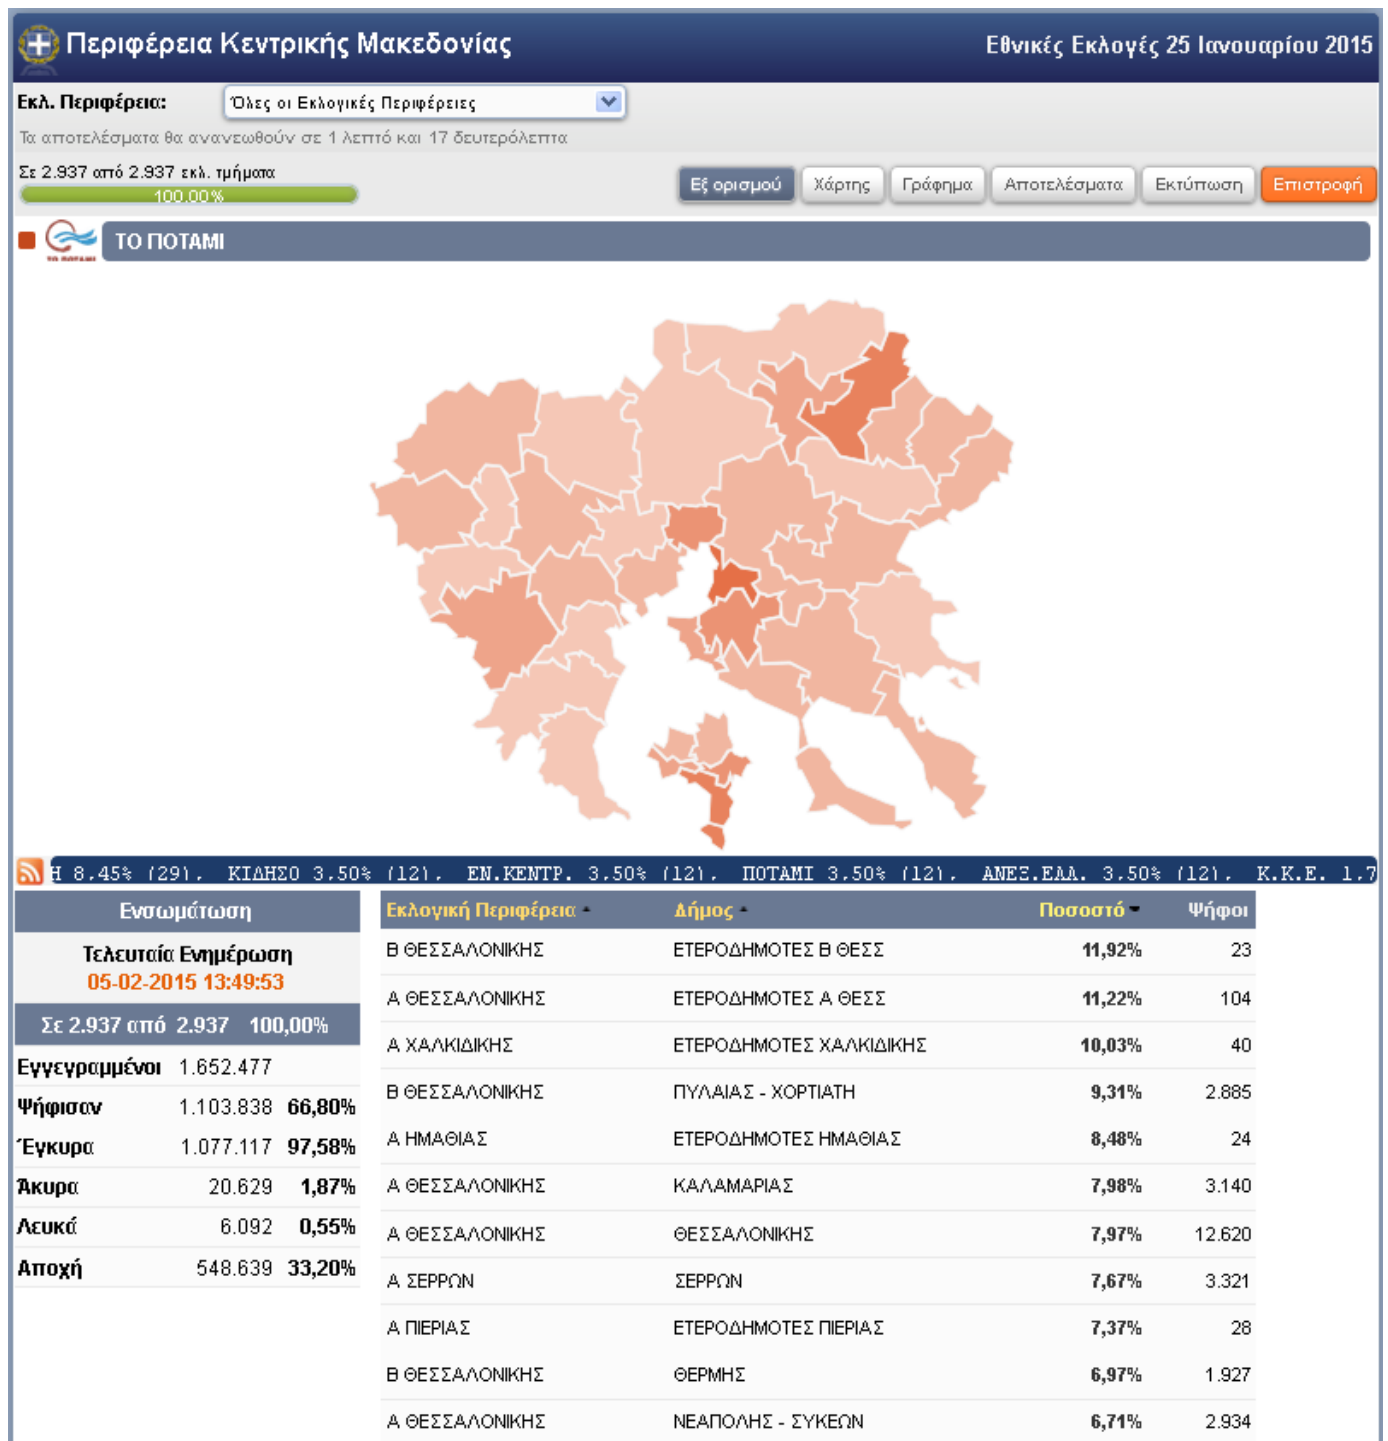 Περιφέρεια Κεντρικής Μακεδονίας
Εθνικές Εκλογές 25 Ιανουαρίου 2015
Εκλ. Περιφέρεια: Όλες οι Εκλογικές Περιφέρειες
Τα αποτελέσματα θα ανανεωθούν σε 1 λεπτό και 17 δευτερόλεπτα
Σε 2.937 από 2.937 εκλ. τμήματα
100,00%
Εξ ορισμού Χάρτης Γράφημα Αποτελέσματα Εκτύπωση Επιστροφή
ΤΟ ΠΟΤΑΜΙ
ΤΟ ΠΟΤΑΜΙ
Η 8,45% (29), ΚΙΔΗΣΟ 3,50% (12), ΕΝ.ΚΕΝΤΡ. 3,50% (12), ΠΟΤΑΜΙ 3,50% (12), ΑΝΕΞ.ΕΛΛ. 3,50% (12), Κ.Κ.Ε. 1,7
Ενσωμάτωση
Τελευταία Ενημέρωση
05-02-2015 13:49:53
Σε 2.937 από 2.937 100,00%
Εγγεγραμμένοι 1.652.477
Ψήφισαν 1.103.838 66,80%
Έγκυρα 1.077.117 97,58%
Άκυρα 20.629 1,87%
Λευκά 6.092 0,55%
Αποχή 548.639 33,20%
Εκλογική Περιφέρεια Δήμος Ποσοστό Ψήφοι
Β ΘΕΣΣΑΛΟΝΙΚΗΣ ΕΤΕΡΟΔΗΜΟΤΕΣ Β ΘΕΣΣ 11,92% 23
Α ΘΕΣΣΑΛΟΝΙΚΗΣ ΕΤΕΡΟΔΗΜΟΤΕΣ Α ΘΕΣΣ 11,22% 104
Α ΧΑΛΚΙΔΙΚΗΣ ΕΤΕΡΟΔΗΜΟΤΕΣ ΧΑΛΚΙΔΙΚΗΣ 10,03% 40
Β ΘΕΣΣΑΛΟΝΙΚΗΣ ΠΥΛΑΙΑΣ - ΧΟΡΤΙΑΤΗ 9,31% 2.885
Α ΗΜΑΘΙΑΣ ΕΤΕΡΟΔΗΜΟΤΕΣ ΗΜΑΘΙΑΣ 8,48% 24
Α ΘΕΣΣΑΛΟΝΙΚΗΣ ΚΑΛΑΜΑΡΙΑΣ 7,98% 3.140
Α ΘΕΣΣΑΛΟΝΙΚΗΣ ΘΕΣΣΑΛΟΝΙΚΗΣ 7,97% 12.620
Α ΣΕΡΡΩΝ ΣΕΡΡΩΝ 7,67% 3.321
Α ΠΙΕΡΙΑΣ ΕΤΕΡΟΔΗΜΟΤΕΣ ΠΙΕΡΙΑΣ 7,37% 28
Β ΘΕΣΣΑΛΟΝΙΚΗΣ ΘΕΡΜΗΣ 6,97% 1.927
Α ΘΕΣΣΑΛΟΝΙΚΗΣ ΝΕΑΠΟΛΗΣ - ΣΥΚΕΩΝ 6,71% 2.934